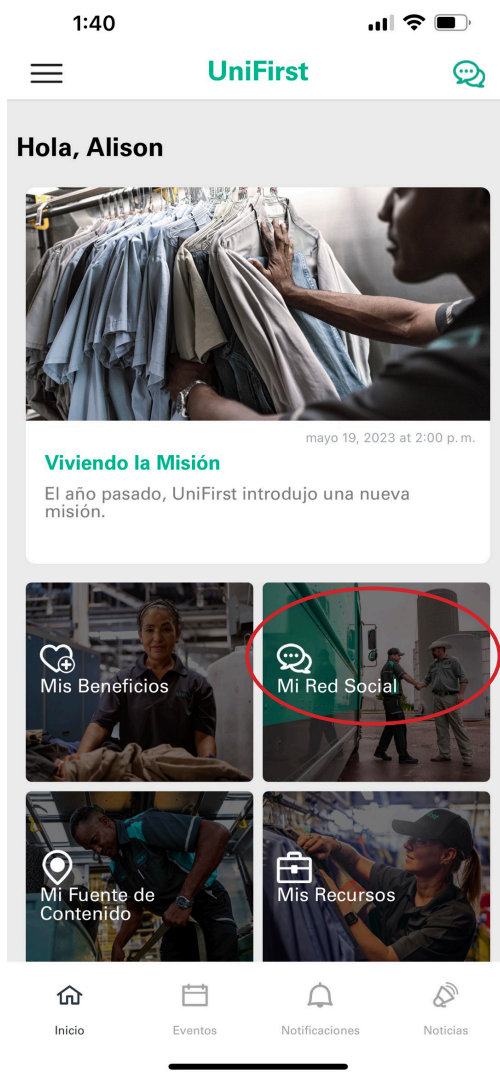 1:40
UniFirst
Hola, Alison
mayo 19, 2023 at 2:00 p. m.
Viviendo la Misión
El año pasado, UniFirst introdujo una nueva
misión.
Mis Beneficios
Mi Red Social
Mi Fuente de
Contenido
Mis Recursos
Inicio
Eventos
Notificaciones
Noticias